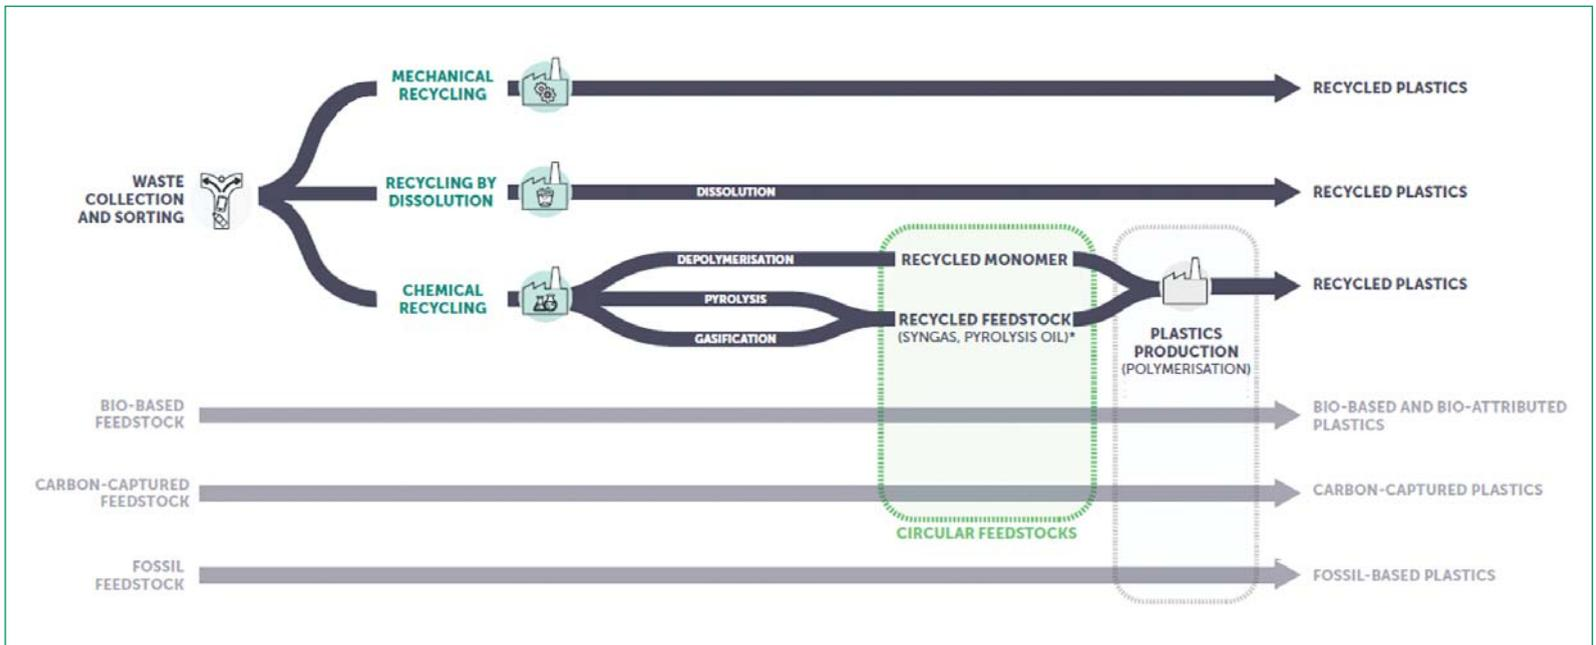 MECHANICAL
RECYCLING
RECYCLED PLASTICS
WASTE
COLLECTION
AND SORTING
RECYCLING BY
DISSOLUTION
DISSOLUTION
RECYCLED PLASTICS
CHEMICAL
RECYCLING
DEPOLYMERISATION
PYROLYSIS
GASIFICATION
RECYCLED MONOMER
RECYCLED FEEDSTOCK
(SYNGAS, PYROLYSIS OIL)*
PLASTICS
PRODUCTION
(POLYMERISATION)
RECYCLED PLASTICS
BIO-BASED
FEEDSTOCK
BIO-BASED AND BIO-ATTRIBUTED
PLASTICS
CARBON-CAPTURED
FEEDSTOCK
CARBON-CAPTURED PLASTICS
CIRCULAR FEEDSTOCKS
FOSSIL
FEEDSTOCK
FOSSIL-BASED PLASTICS